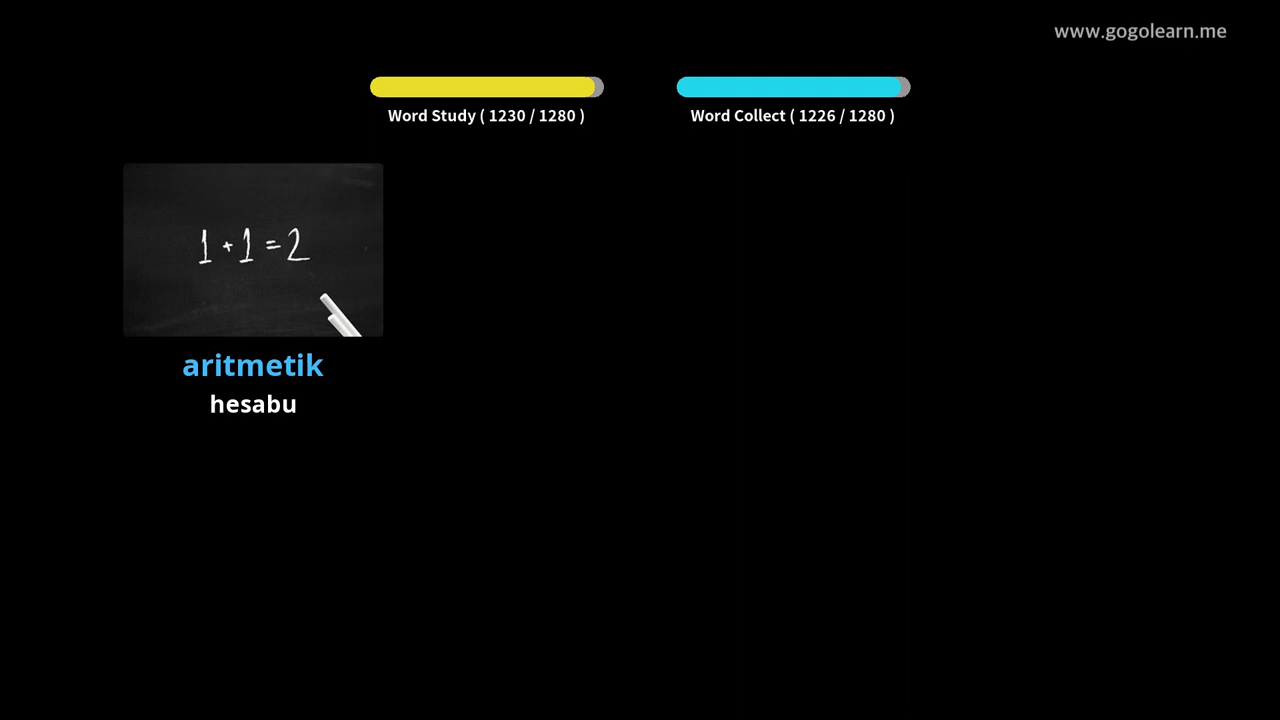 www.gogolearn.me
Word Study ( 1230 / 1280 )
Word Collect ( 1226 / 1280 )
1 + 1 = 2
aritmetik
hesabu